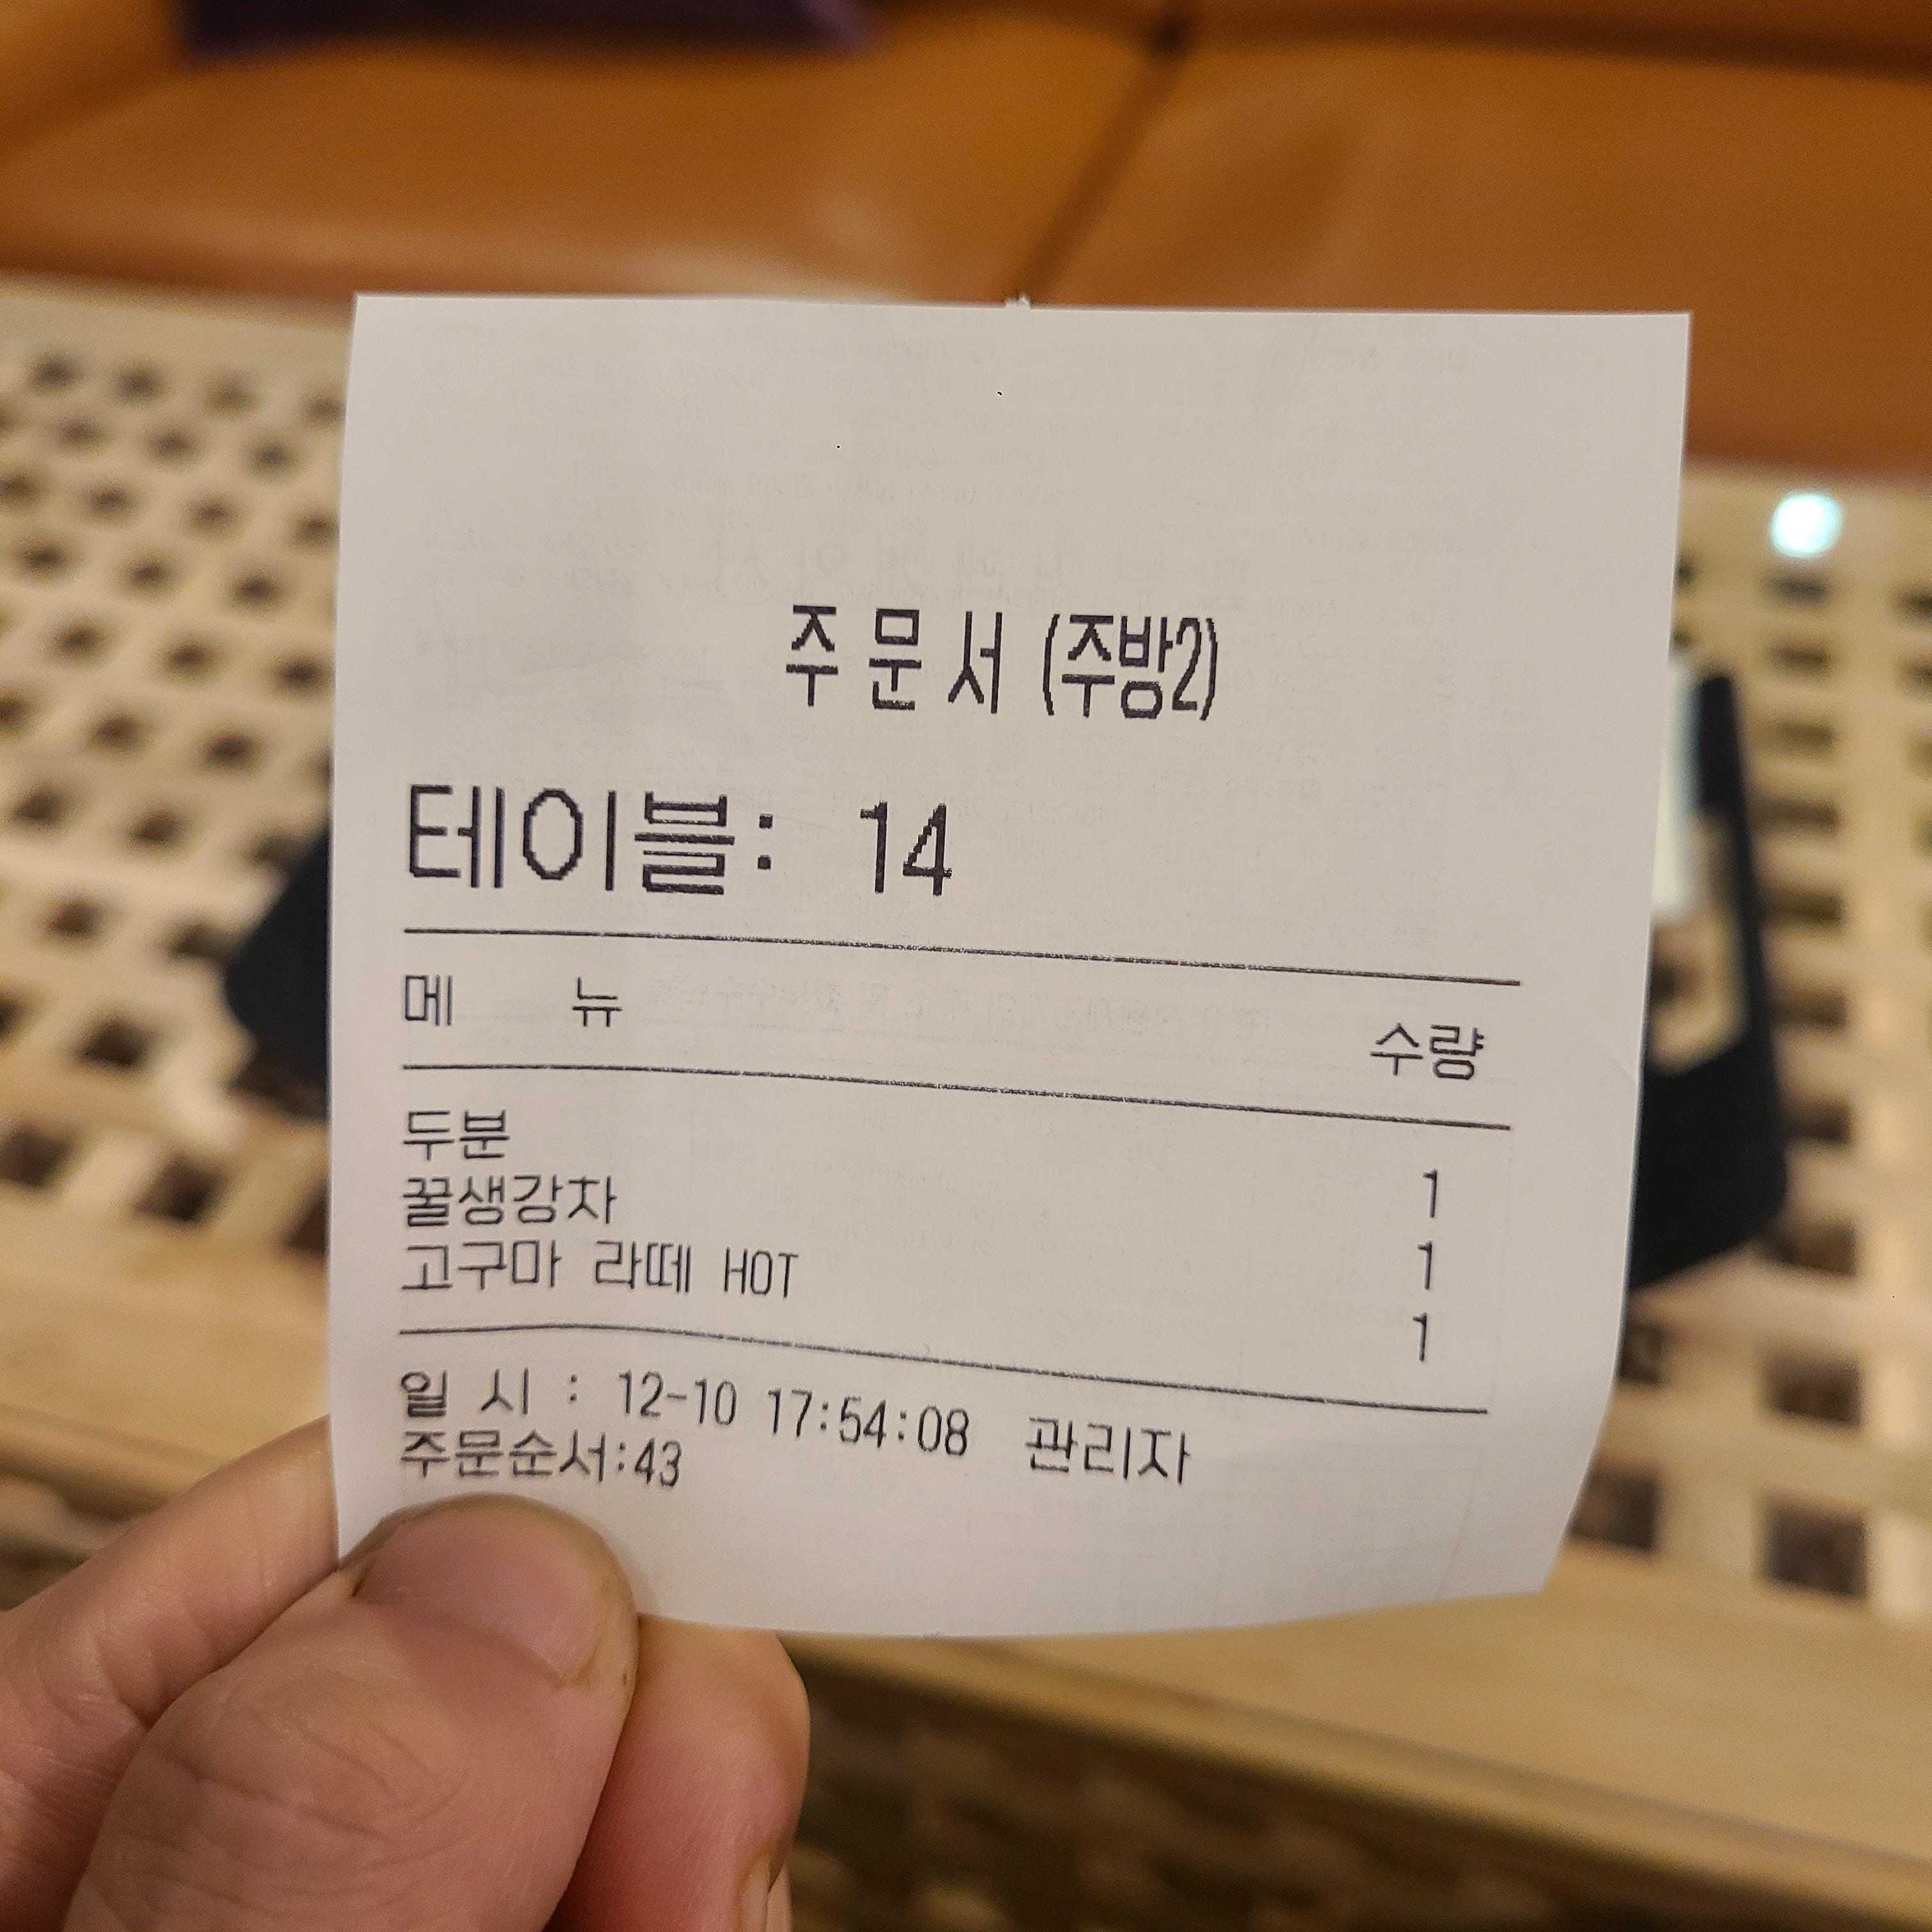 주 문 서 (주방2)
테이블: 14
메 뉴 수량
두분 1
꿀생강차 1
고구마 라떼 HOT 1
일 시 : 12-10 17:54:08 관리자
주문순서:43